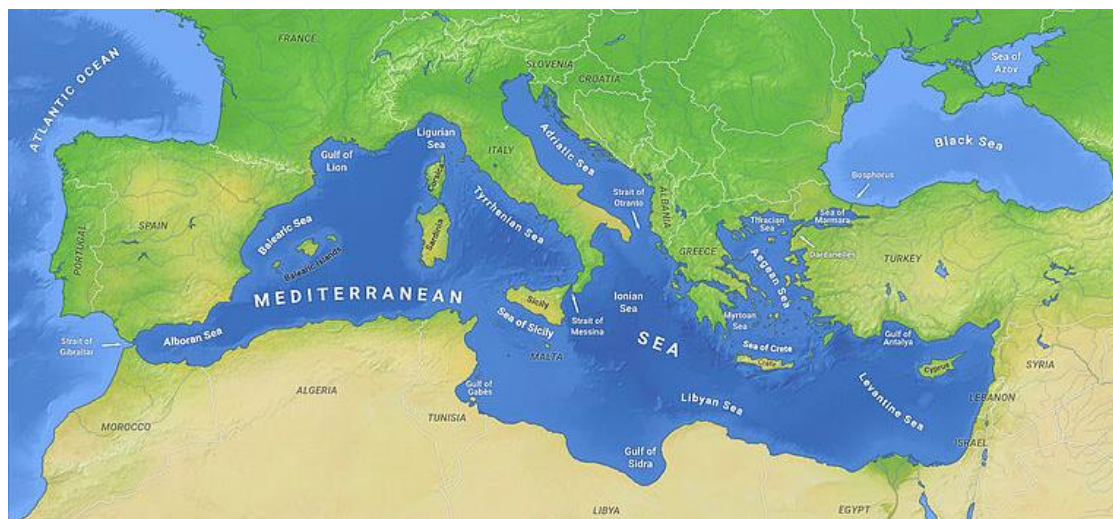 ATLANTIC OCEAN
FRANCE
SLOVENIA
CROATIA
Sea of
Azov
Black Sea
Bosphorus
Gulf of
Lion
Ligurian
Sea
ITALY
Adriatic Sea
Corsica
Strait of
Otranto
ALBANIA
Thracian
Sea
Sea of
Marmara
Dardanelles
PORTUGAL
SPAIN
Balearic Sea
Balearic Islands
Sardinia
Tyrrhenian Sea
GREECE
Aegean Sea
TURKEY
MEDITERRANEAN
SEA
Sicily
Sea of Sicily
Strait of
Messina
Ionian
Sea
Myrtoan
Sea
Sea of Crete
Crete
Gulf of
Antalya
Cyprus
SYRIA
Strait of
Gibraltar
Alboran Sea
MALTA
Levantine Sea
LEBANON
ISRAEL
MOROCCO
ALGERIA
TUNISIA
Gulf of
Gabès
Libyan Sea
Gulf of
Sidra
LIBYA
EGYPT